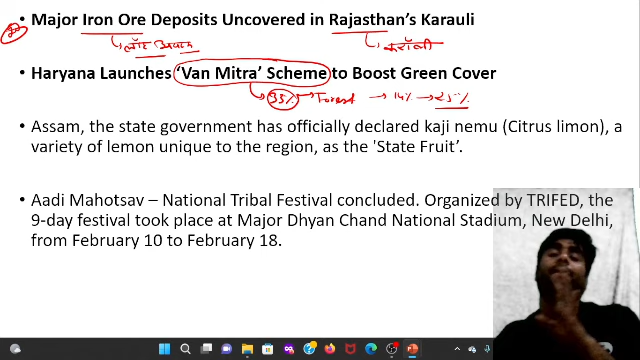 • Major Iron Ore Deposits Uncovered in Rajasthan's Karauli
लौह अयस्क
करौली
• Haryana Launches 'Van Mitra' Scheme to Boost Green Cover
33% → Forest → 14% → 25%
• Assam, the state government has officially declared kaji nemu (Citrus limon), a
variety of lemon unique to the region, as the 'State Fruit'.
• Aadi Mahotsav – National Tribal Festival concluded. Organized by TRIFED, the
9-day festival took place at Major Dhyan Chand National Stadium, New Delhi,
from February 10 to February 18.